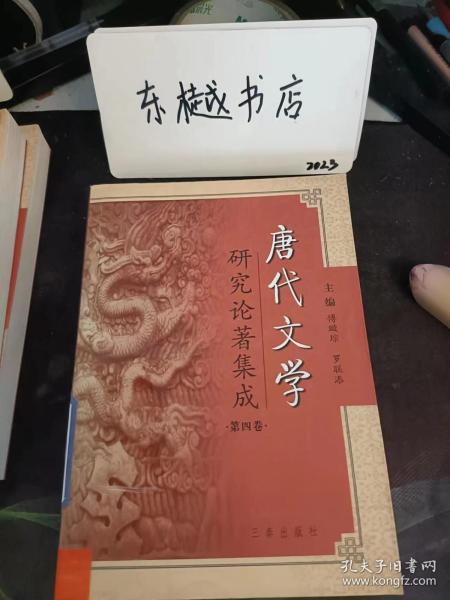 东樾书店
2023
唐代文学
研究论著集成
·第四卷·
主编 傅璇琮 罗联添
三秦出版社
孔夫子旧书网
www.kongfz.com